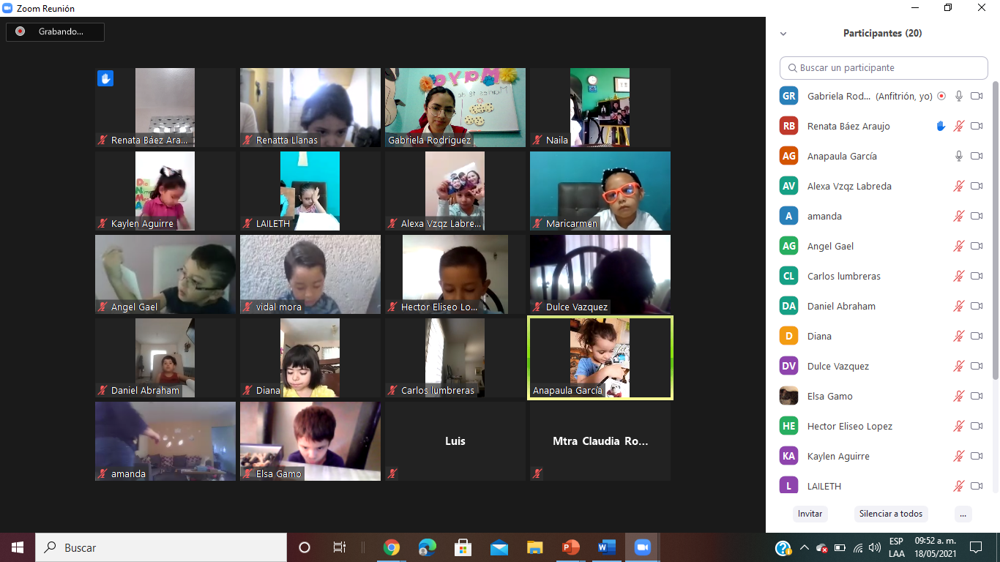 Zoom Reunión
Grabando...
Renata Báez Ara...
Renatta Llanas
Gabriela Rodriguez
Naila
Kaylen Aguirre
LAILETH
Alexa Vzqz Labre...
Maricarmen
Angel Gael
vidal mora
Hector Eliseo Lo...
Dulce Vazquez
Daniel Abraham
Diana
Carlos lumbreras
Anapaula García
amanda
Elsa Gamo
Luis
Mtra Claudia Ro...
Participantes (20)
Buscar un participante
GR Gabriela Rod... (Anfitrión, yo)
RB Renata Báez Araujo
AG Anapaula García
AV Alexa Vzqz Labreda
A amanda
AG Angel Gael
CL Carlos lumbreras
DA Daniel Abraham
D Diana
DV Dulce Vazquez
Elsa Gamo
HE Hector Eliseo Lopez
KA Kaylen Aguirre
L LAILETH
Invitar
Silenciar a todos
...
Buscar
ESP
LAA
09:52 a. m.
18/05/2021